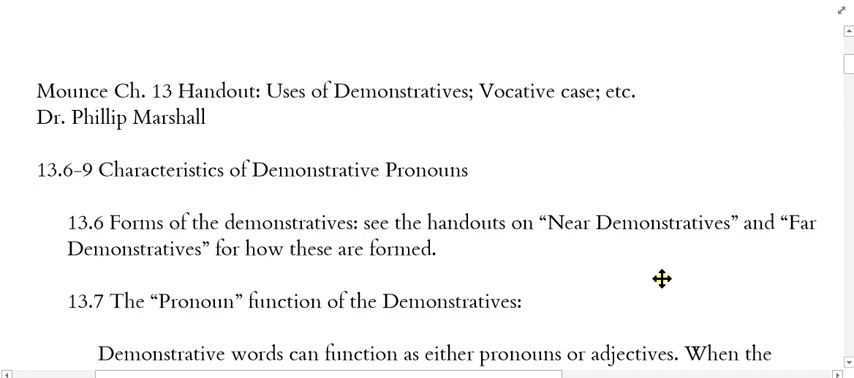 Mounce Ch. 13 Handout: Uses of Demonstratives; Vocative case; etc.
Dr. Phillip Marshall
13.6-9 Characteristics of Demonstrative Pronouns
13.6 Forms of the demonstratives: see the handouts on “Near Demonstratives” and “Far
Demonstratives” for how these are formed.
13.7 The “Pronoun” function of the Demonstratives:
Demonstrative words can function as either pronouns or adjectives. When the